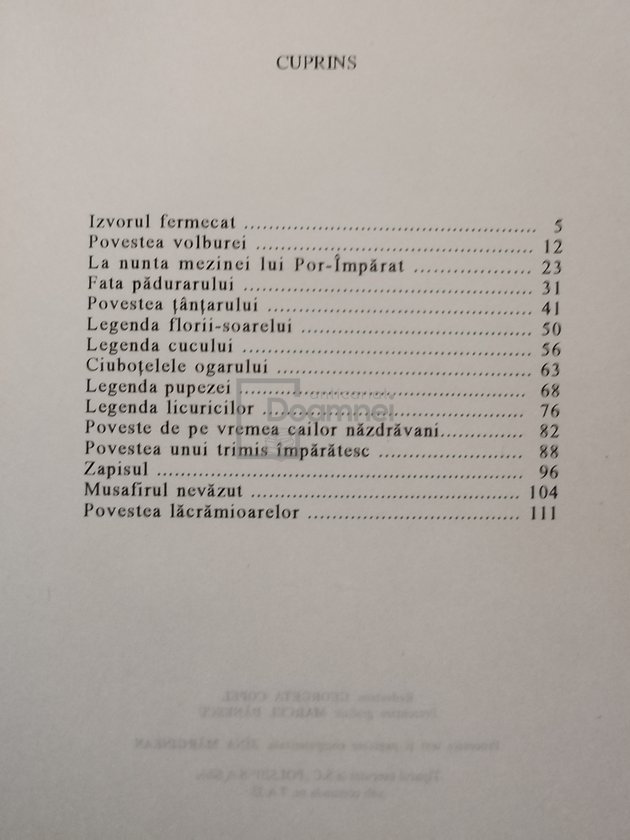 CUPRINS
Izvorul fermecat ................................................ 5
Povestea volburei ............................................. 12
La nunta mezinei lui Por-Împărat .................... 23
Fata pădurarului ................................................ 31
Povestea țânțarului ............................................ 41
Legenda florii-soarelui ...................................... 50
Legenda cucului ................................................ 56
Ciuboțelele ogarului .......................................... 63
Legenda pupezei ................................................ 68
Legenda licuricilor ............................................ 76
Poveste de pe vremea cailor năzdrăvani.............. 82
Povestea unui trimis împărătesc ........................ 88
Zapisul .............................................................. 96
Musafirul nevăzut .............................................. 104
Povestea lăcrămioarelor .................................... 111